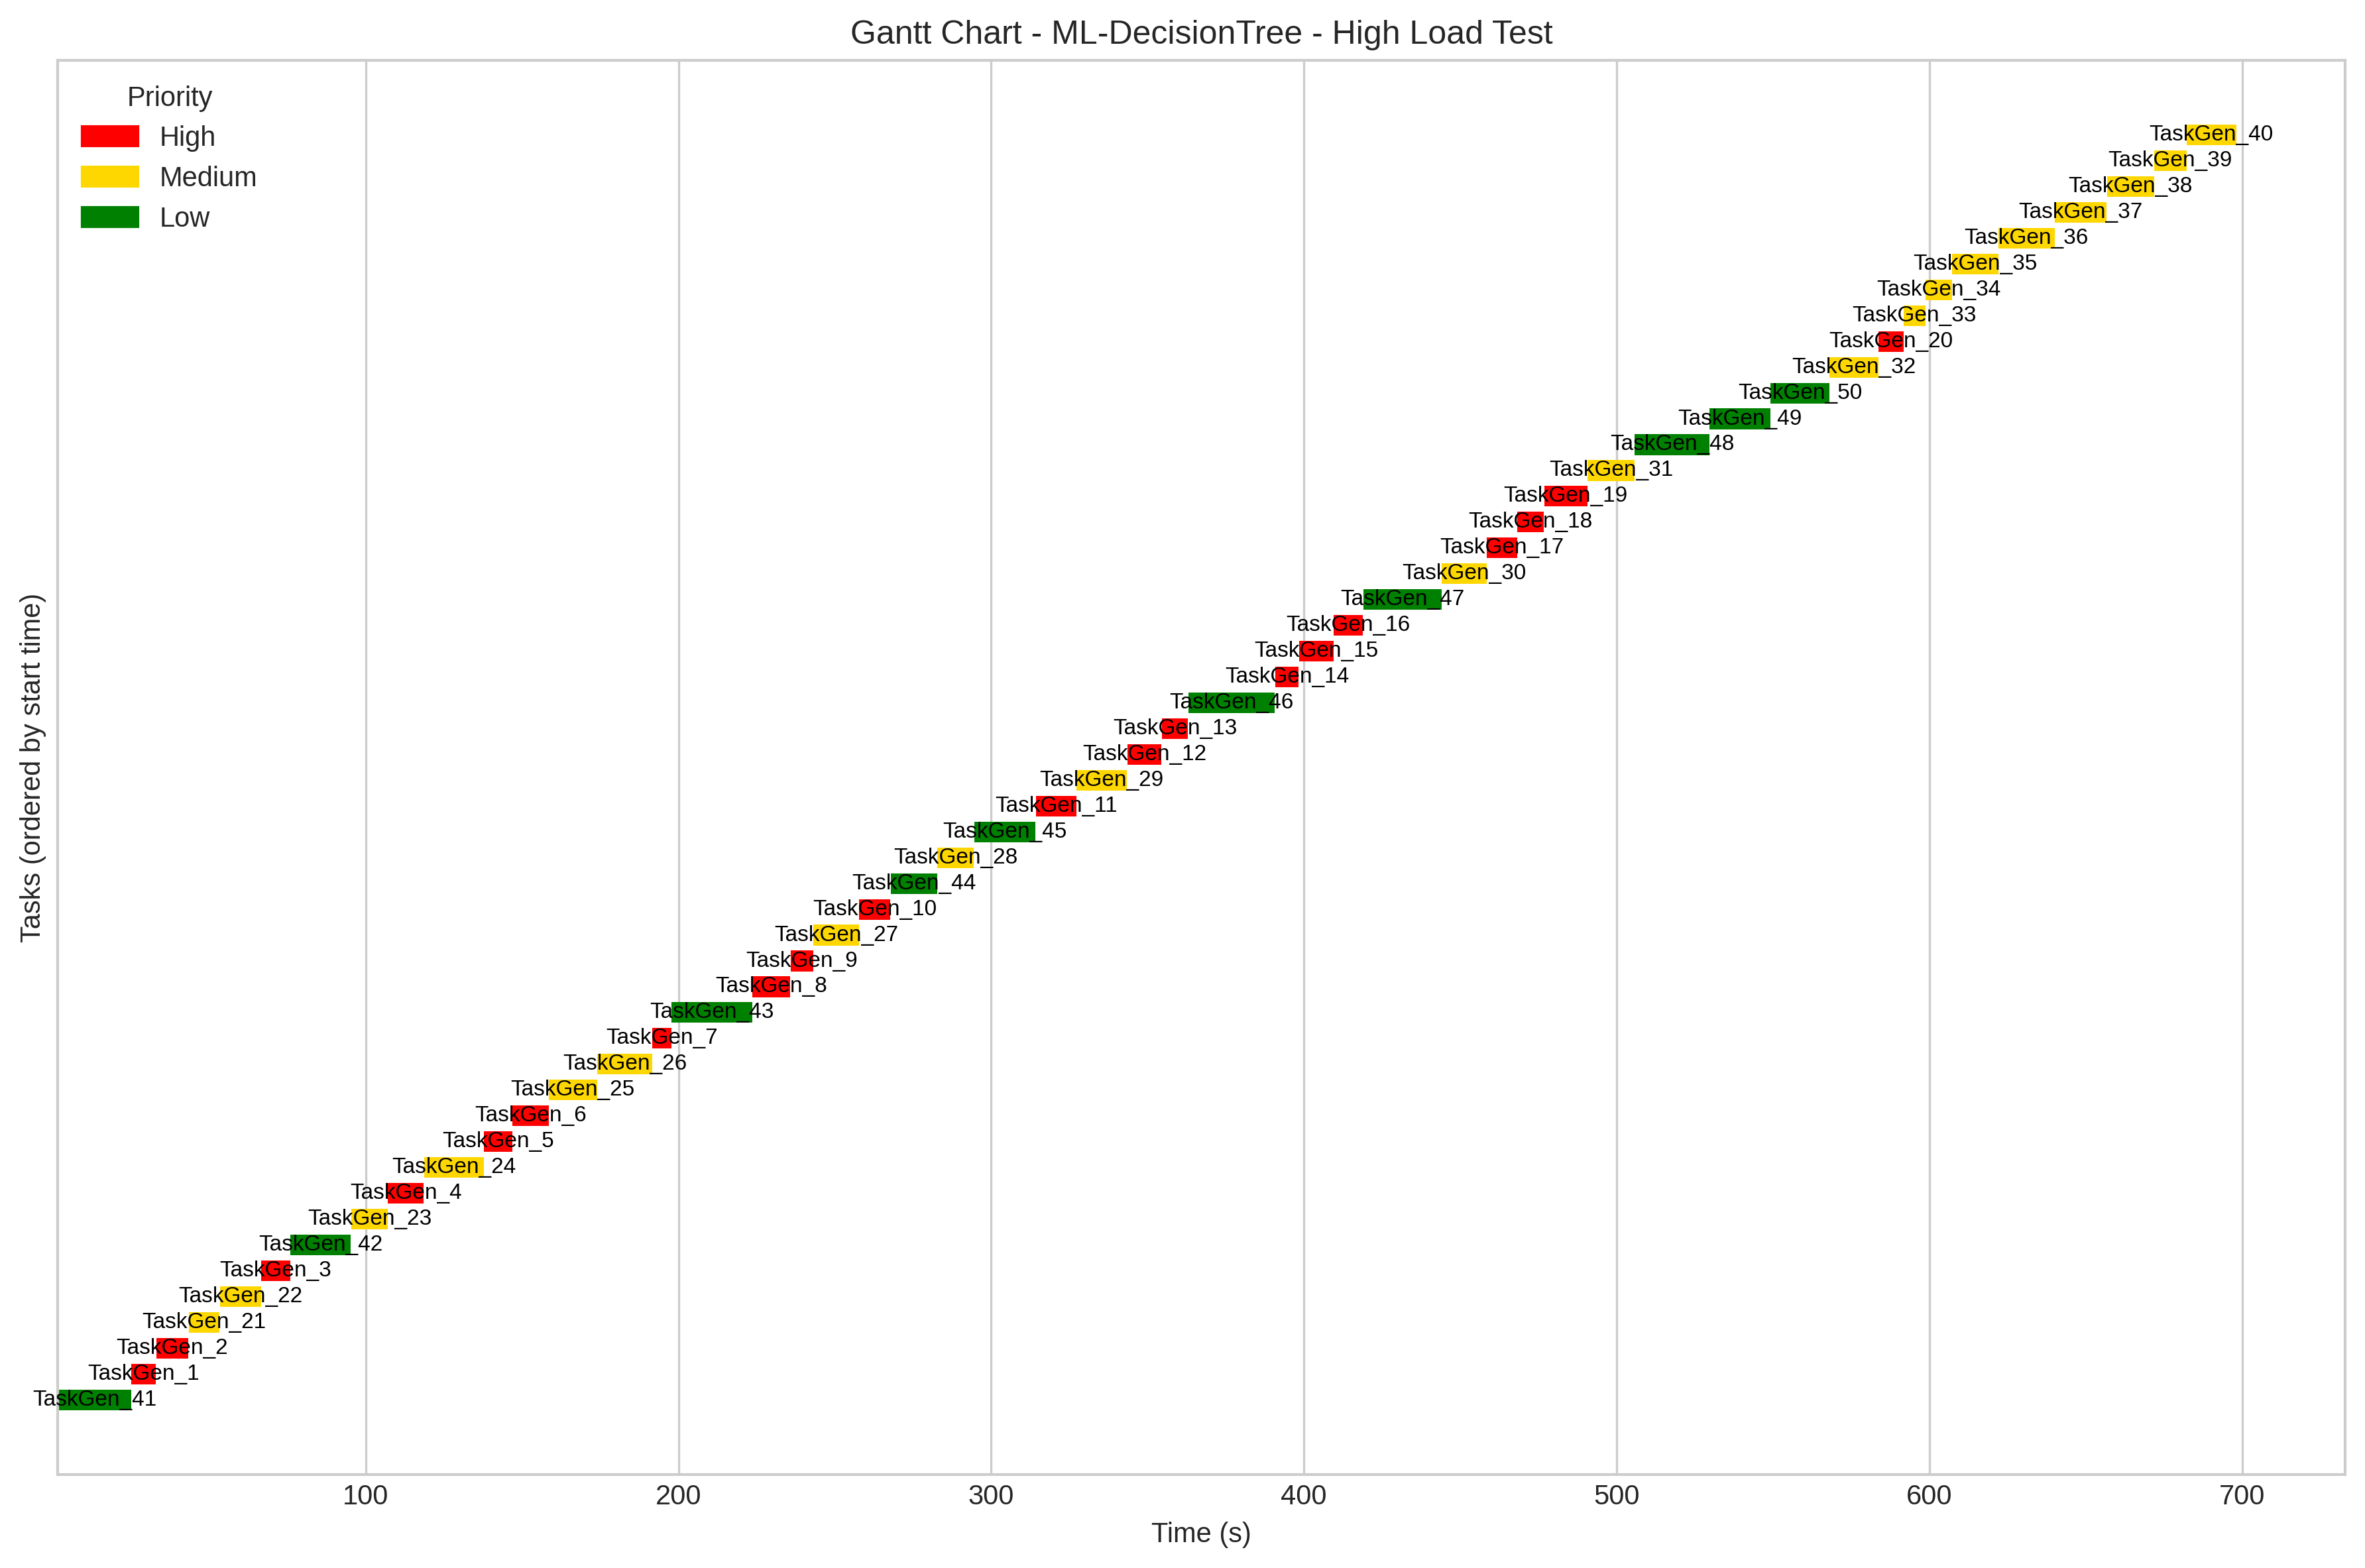 Gantt Chart - ML-DecisionTree - High Load Test
Priority
High
Medium
Low
TaskGen_40
TaskGen_39
TaskGen_38
TaskGen_37
TaskGen_36
TaskGen_35
TaskGen_34
TaskGen_33
TaskGen_20
TaskGen_32
TaskGen_50
TaskGen_49
TaskGen_48
TaskGen_31
TaskGen_19
TaskGen_18
TaskGen_17
TaskGen_30
TaskGen_47
TaskGen_16
TaskGen_15
TaskGen_14
TaskGen_46
TaskGen_13
TaskGen_12
TaskGen_29
TaskGen_11
TaskGen_45
TaskGen_28
TaskGen_44
TaskGen_10
TaskGen_27
TaskGen_9
TaskGen_8
TaskGen_43
TaskGen_7
TaskGen_26
TaskGen_25
TaskGen_6
TaskGen_5
TaskGen_24
TaskGen_4
TaskGen_23
TaskGen_42
TaskGen_3
TaskGen_22
TaskGen_21
TaskGen_2
TaskGen_1
TaskGen_41
Tasks (ordered by start time)
100 200 300 400 500 600 700
Time (s)